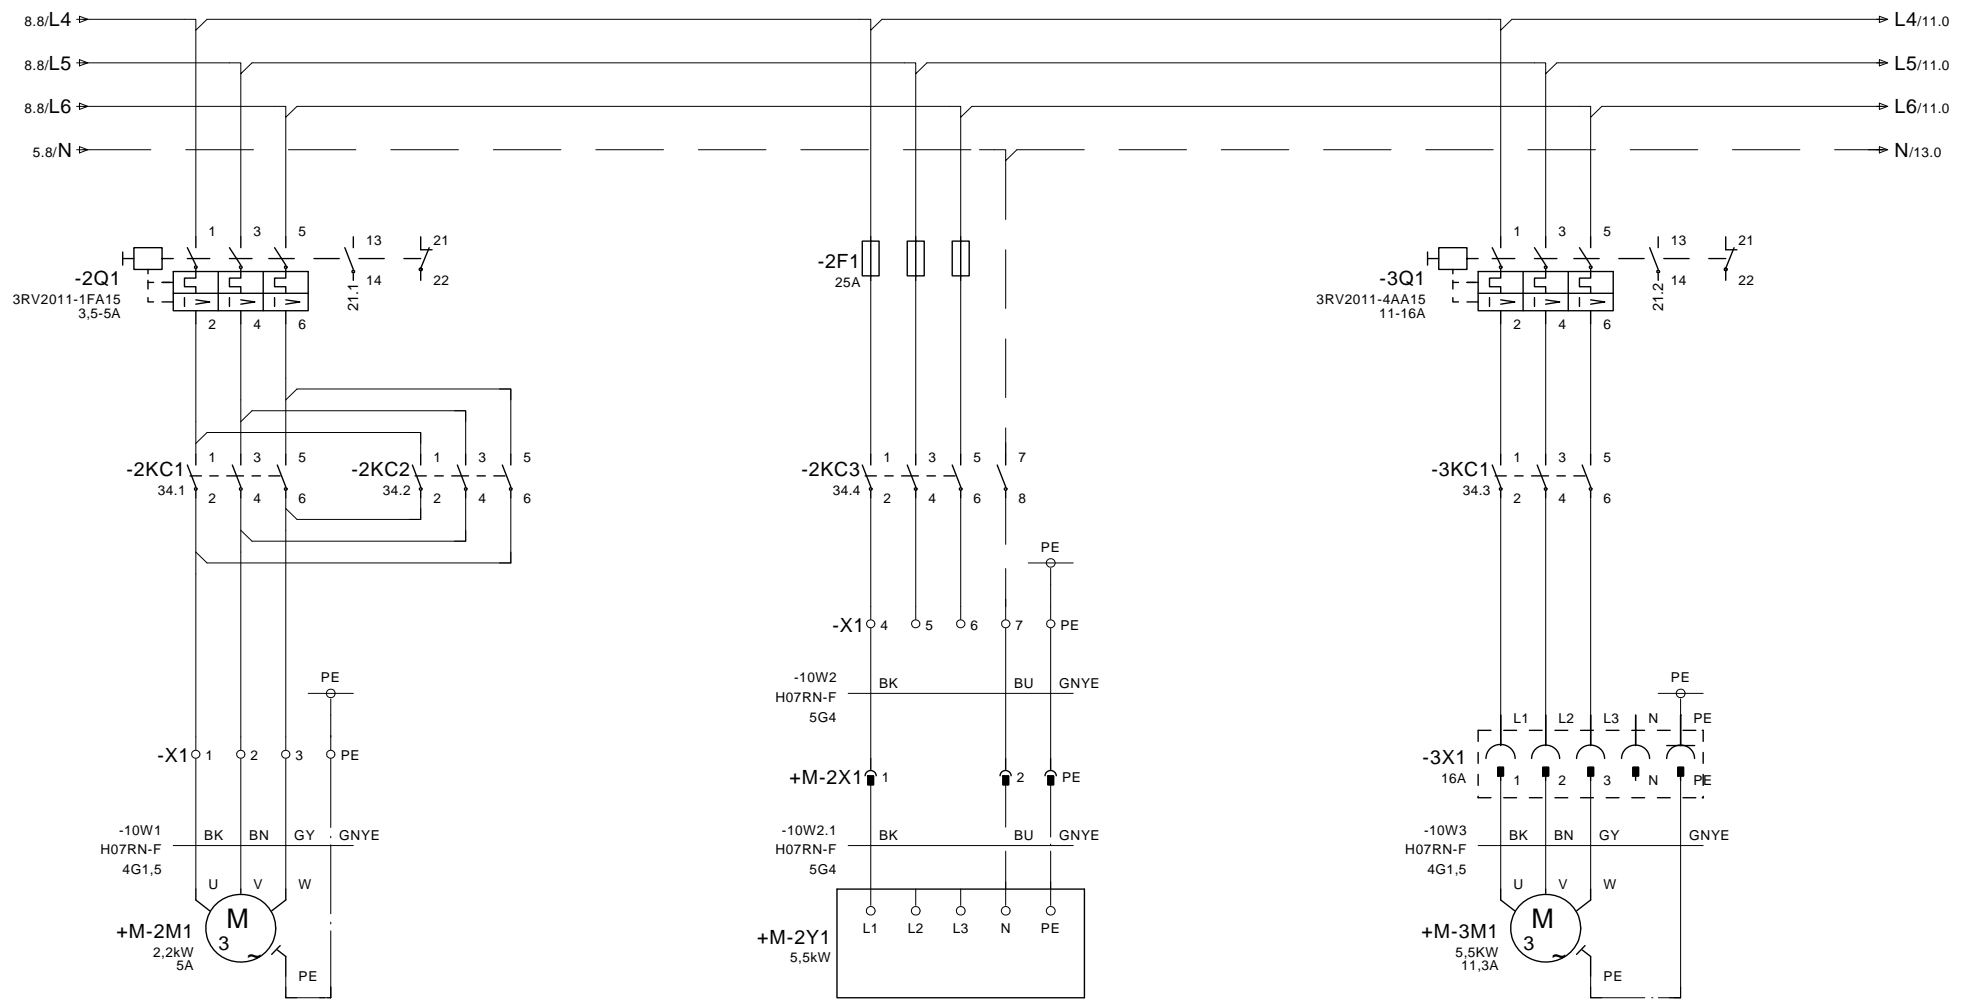 8.8/L4 L4/11.0
8.8/L5 L5/11.0
8.8/L6 L6/11.0
5.8/N N/13.0
1 3 5 13 21
-2Q1 14 22
3RV2011-1FA15
3,5-5A
21.1
2 4 6
-2F1
25A
1 3 5 13 21
-3Q1 14 22
3RV2011-4AA15
11-16A
21.2
2 4 6
1 3 5
-2KC1
34.1
2 4 6
1 3 5
-2KC2
34.2
2 4 6
1 3 5 7
-2KC3
34.4
2 4 6 8
1 3 5
-3KC1
34.3
2 4 6
PE
-X1 1 2 3 PE
-10W1 BK BN GY GNYE
H07RN-F
4G1,5
U V W
M
3
~
+M-2M1
2,2kW
5A
PE
PE
-X1 4 5 6 7 PE
-10W2 BK BU GNYE
H07RN-F
5G4
+M-2X1 1 2 PE
-10W2.1 BK BU GNYE
H07RN-F
5G4
L1 L2 L3 N PE
+M-2Y1
5,5kW
PE
L1 L2 L3 N PE
-3X1
16A
1 2 3 N PE
-10W3 BK BN GY GNYE
H07RN-F
4G1,5
U V W
M
3
~
+M-3M1
5,5KW
11,3A
PE